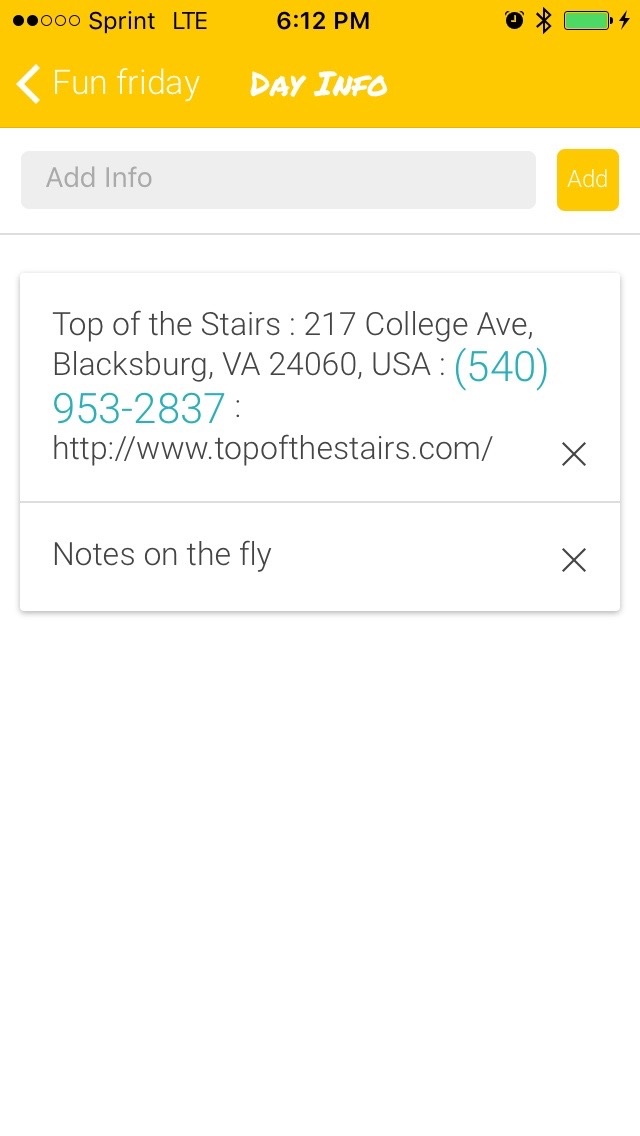 Sprint LTE 6:12 PM
Fun friday Day Info
Add Info Add
Top of the Stairs : 217 College Ave,
Blacksburg, VA 24060, USA : (540)
953-2837 :
http://www.topofthestairs.com/
Notes on the fly